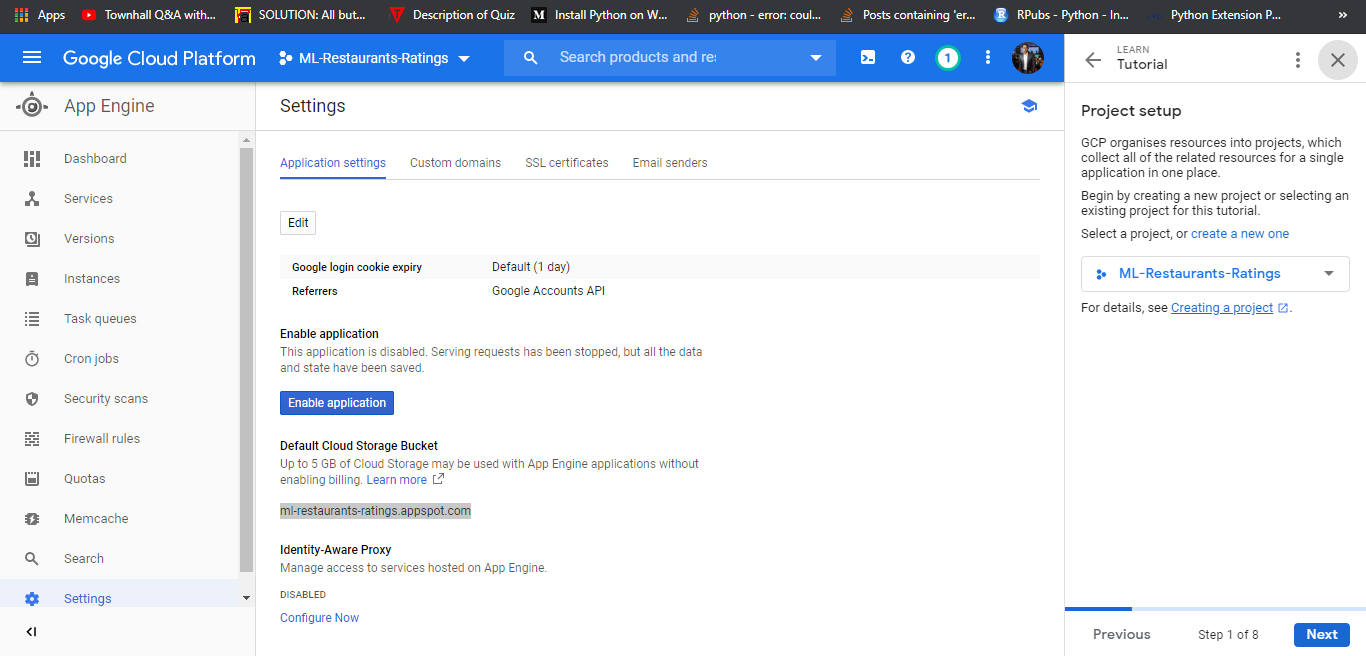 Apps
Townhall Q&A with...
SOLUTION: All but...
Description of Quiz
M
Install Python on W...
python - error: coul...
Posts containing 'er...
R
RPubs - Python - In...
Python Extension P...
»
Google Cloud Platform
ML-Restaurants-Ratings
Search products and re
?
1
LEARN
Tutorial
App Engine
Settings
Dashboard
Services
Versions
Instances
Task queues
Cron jobs
Security scans
Firewall rules
Quotas
Memcache
Search
Settings
Application settings
Custom domains
SSL certificates
Email senders
Edit
Google login cookie expiry Default (1 day)
Referrers Google Accounts API
Enable application
This application is disabled. Serving requests has been stopped, but all the data
and state have been saved.
Enable application
Default Cloud Storage Bucket
Up to 5 GB of Cloud Storage may be used with App Engine applications without
enabling billing. Learn more
ml-restaurants-ratings.appspot.com
Identity-Aware Proxy
Manage access to services hosted on App Engine.
DISABLED
Configure Now
Project setup
GCP organises resources into projects, which
collect all of the related resources for a single
application in one place.
Begin by creating a new project or selecting an
existing project for this tutorial.
Select a project, or create a new one
ML-Restaurants-Ratings
For details, see Creating a project .
Previous
Step 1 of 8
Next